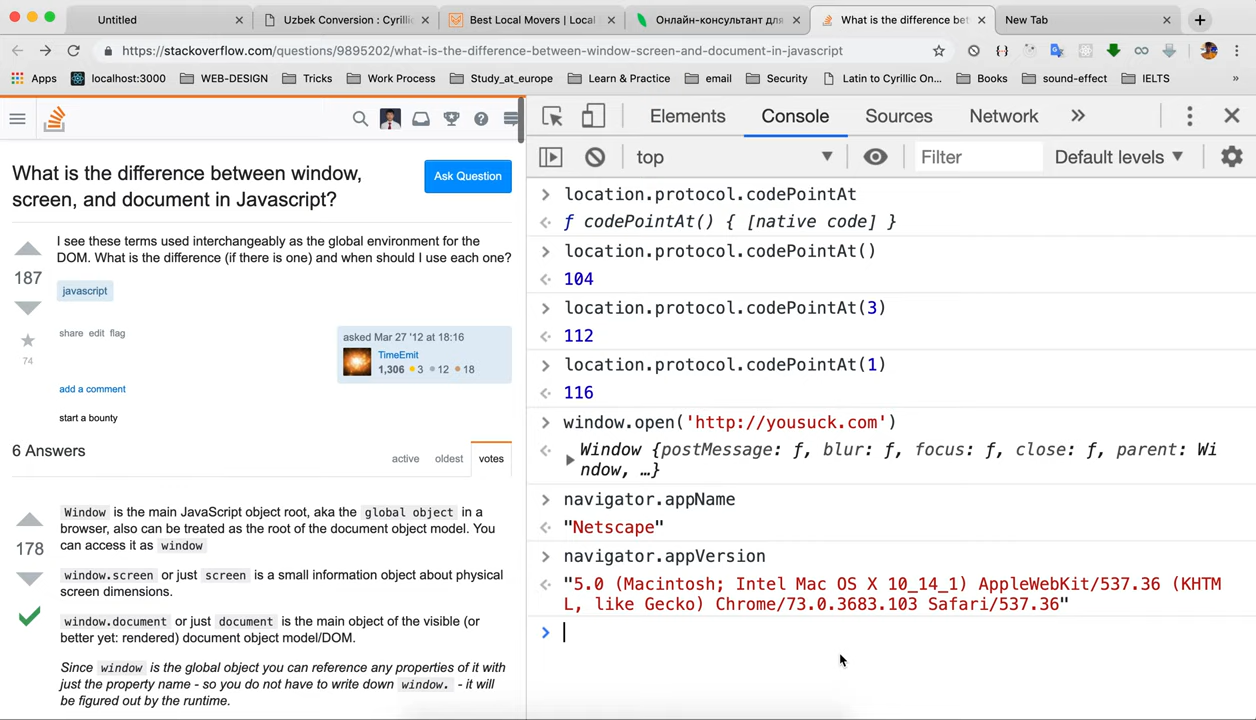 Untitled
Uzbek Conversion : Cyrilli
Best Local Movers | Local
Онлайн-консультант для
What is the difference bet
New Tab
https://stackoverflow.com/questions/9895202/what-is-the-difference-between-window-screen-and-document-in-javascript
Apps
localhost:3000
WEB-DESIGN
Tricks
Work Process
Study_at_europe
Learn & Practice
email
Security
Latin to Cyrillic On...
Books
sound-effect
IELTS
»
What is the difference between window,
screen, and document in Javascript?
Ask Question
I see these terms used interchangeably as the global environment for the
DOM. What is the difference (if there is one) and when should I use each one?
187
javascript
share edit flag
74
asked Mar 27 '12 at 18:16
TimeEmit
1,306 3 12 18
add a comment
start a bounty
6 Answers
active
oldest
votes
Window is the main JavaScript object root, aka the global object in a
browser, also can be treated as the root of the document object model. You
can access it as window
178
window.screen or just screen is a small information object about physical
screen dimensions.
window.document or just document is the main object of the visible (or
better yet: rendered) document object model/DOM.
Since window is the global object you can reference any properties of it with
just the property name - so you do not have to write down window. - it will
be figured out by the runtime.
Elements
Console
Sources
Network
»
top
Filter
Default levels
location.protocol.codePointAt
ƒ codePointAt() { [native code] }
location.protocol.codePointAt()
104
location.protocol.codePointAt(3)
112
location.protocol.codePointAt(1)
116
window.open('http://yousuck.com')
Window {postMessage: ƒ, blur: ƒ, focus: ƒ, close: ƒ, parent: Wi
ndow, …}
navigator.appName
"Netscape"
navigator.appVersion
"5.0 (Macintosh; Intel Mac OS X 10_14_1) AppleWebKit/537.36 (KHTM
L, like Gecko) Chrome/73.0.3683.103 Safari/537.36"